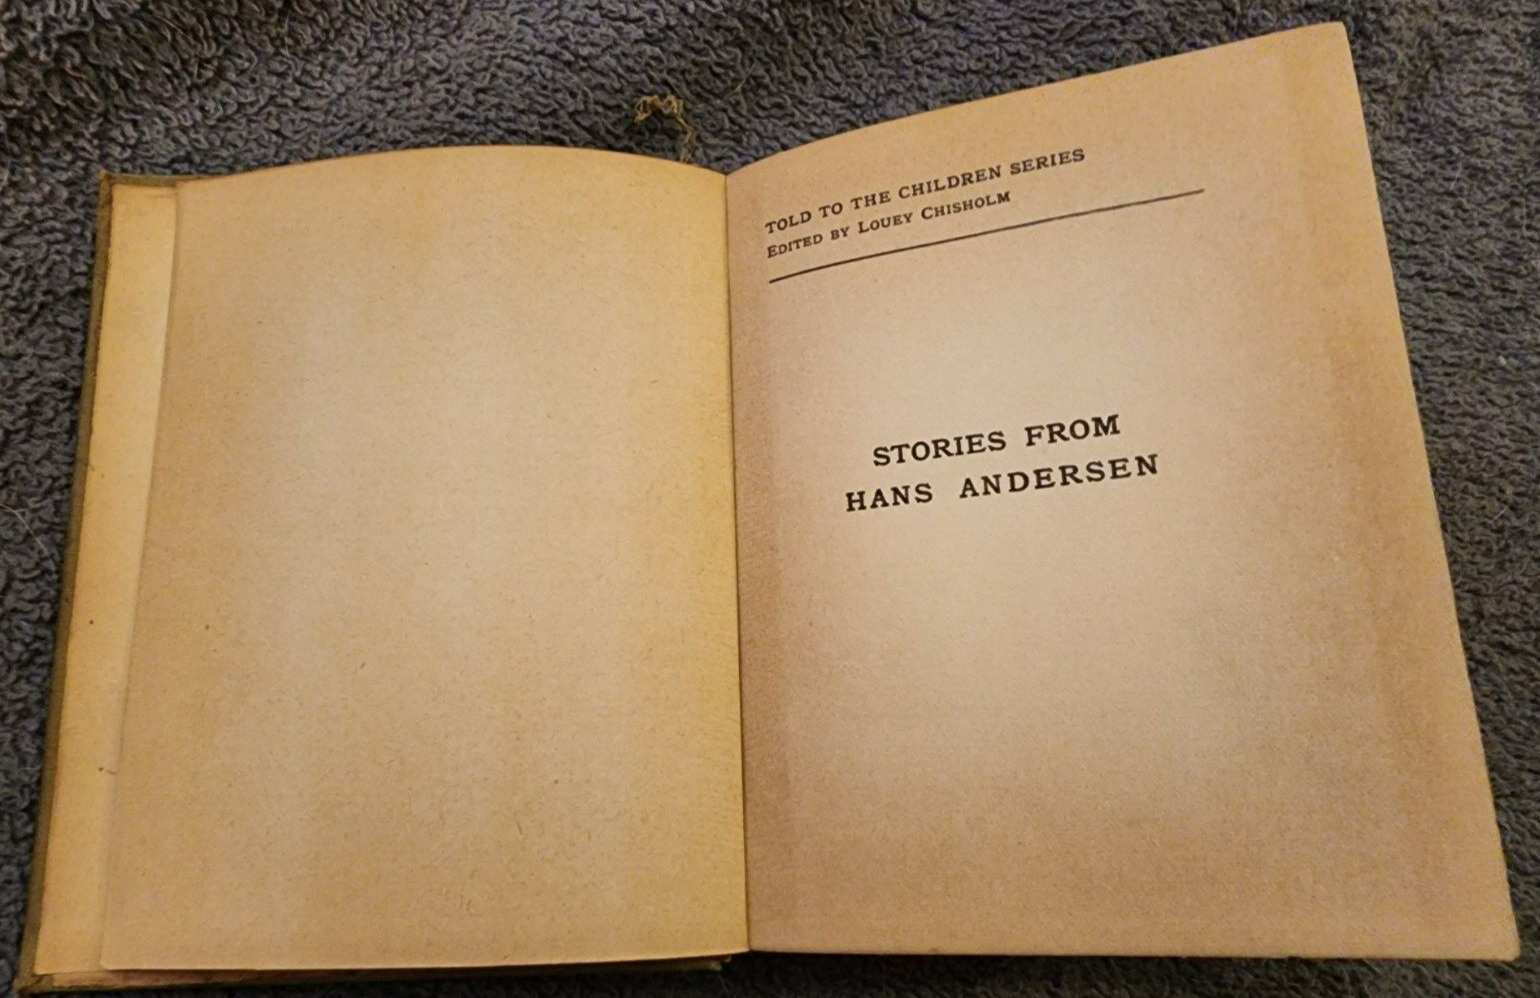 TOLD TO THE CHILDREN SERIES
EDITED BY LOUEY CHISHOLM
STORIES FROM
HANS ANDERSEN